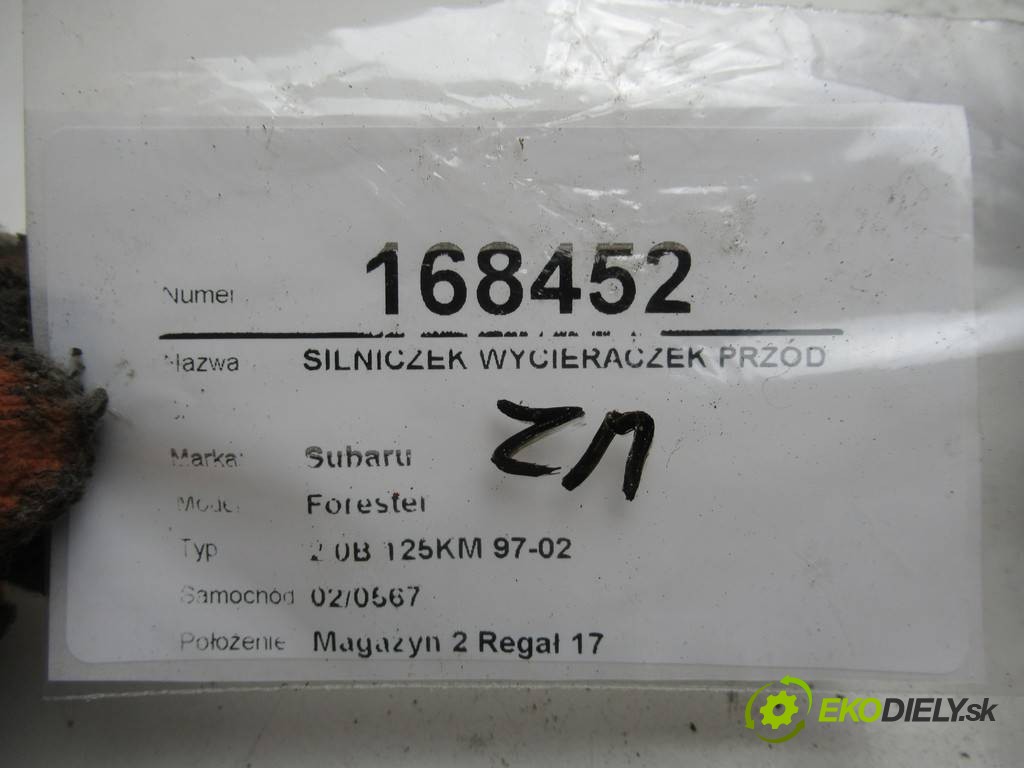 Numer 168452
Nazwa SILNICZEK WYCIERACZEK PRZÓD
Marka: Subaru
Model Forester
Typ 2.0B 125KM 97-02
Samochód 02/0567
Położenie Magazyn 2 Regał 17
EKODIELY.sk